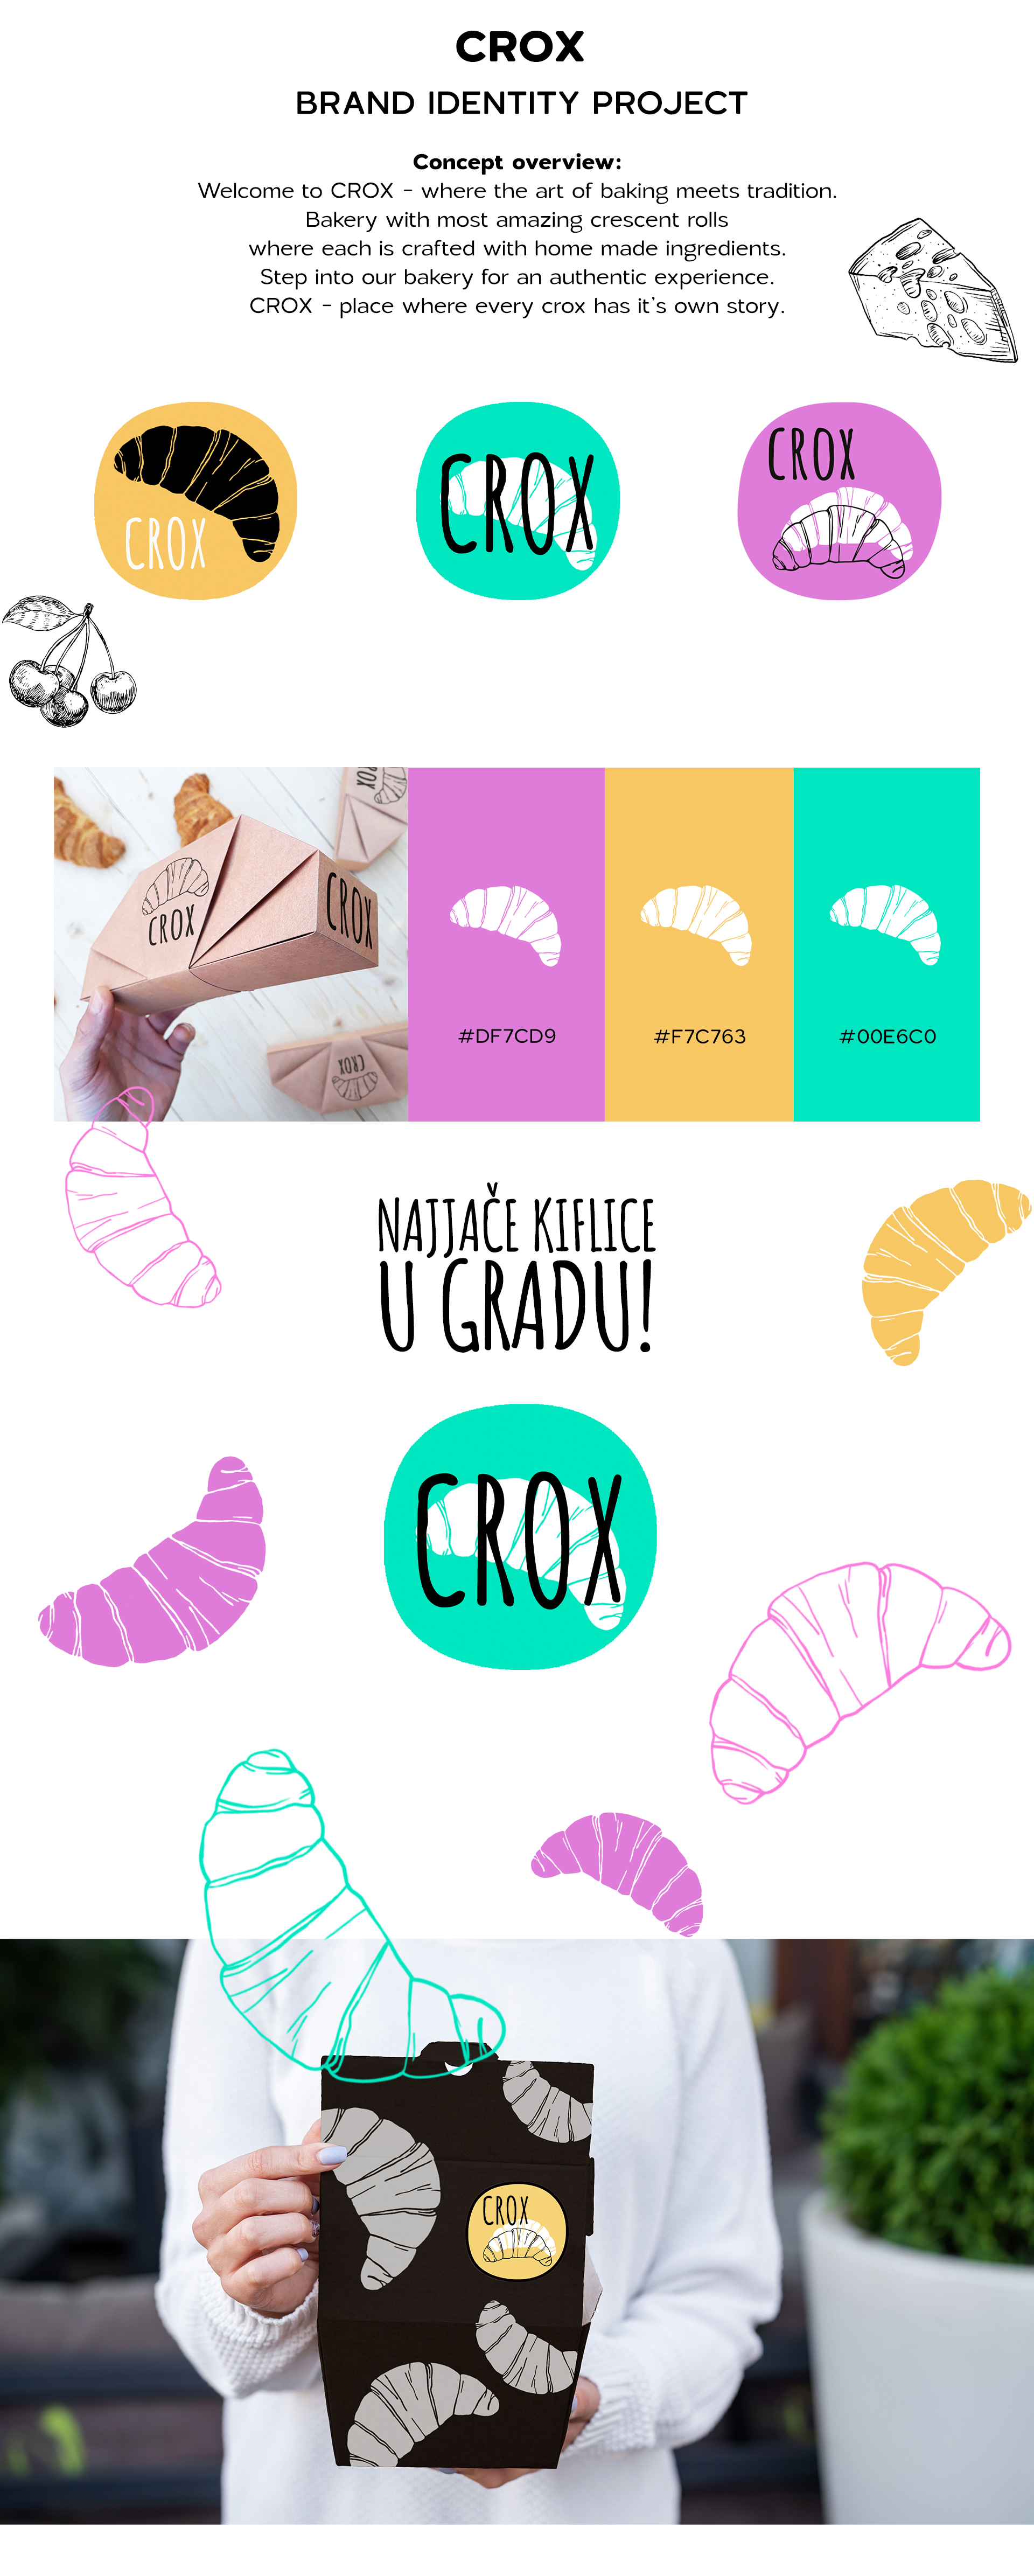 CROX
BRAND IDENTITY PROJECT
Concept overview:
Welcome to CROX - where the art of baking meets tradition.
Bakery with most amazing crescent rolls
where each is crafted with home made ingredients.
Step into our bakery for an authentic experience.
CROX - place where every crox has it's own story.
CROX
CROX
CROX
ROX
CROX
CROX
CROX
#DF7CD9
#F7C763
#00E6C0
NAJJAČE KIFLICE
U GRADU!
CROX
CROX